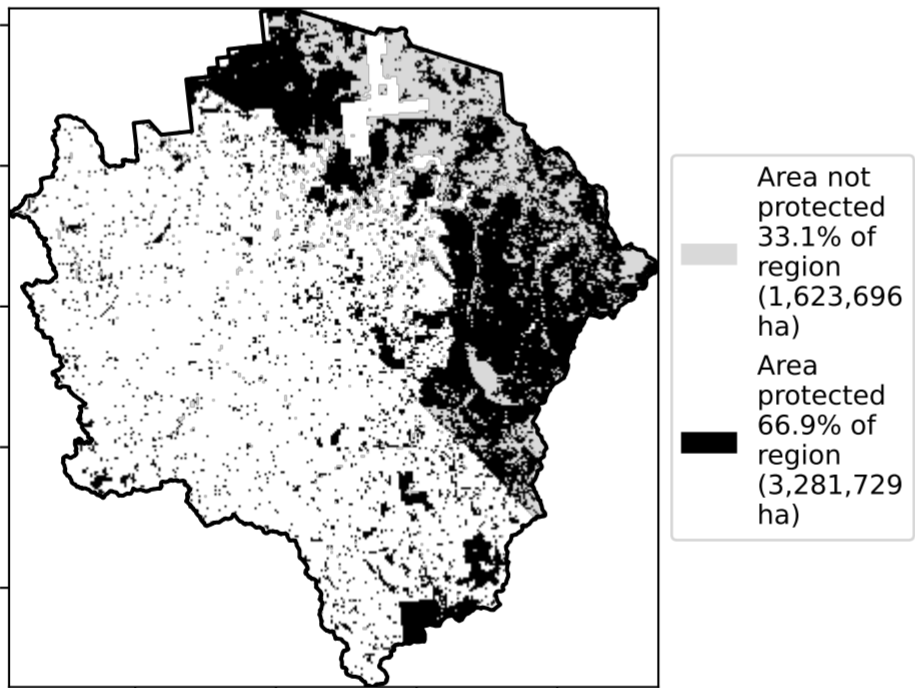 Area not
protected
33.1% of
region
(1,623,696
ha)
Area
protected
66.9% of
region
(3,281,729
ha)